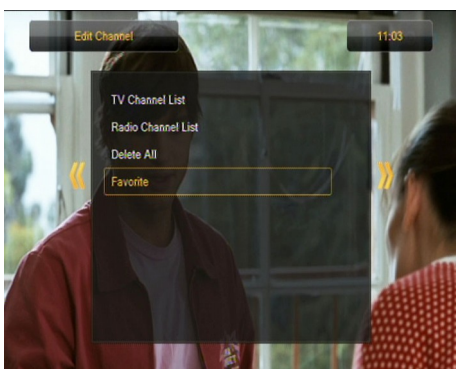 Edit Channel
11:03
TV Channel List
Radio Channel List
Delete All
Favorite